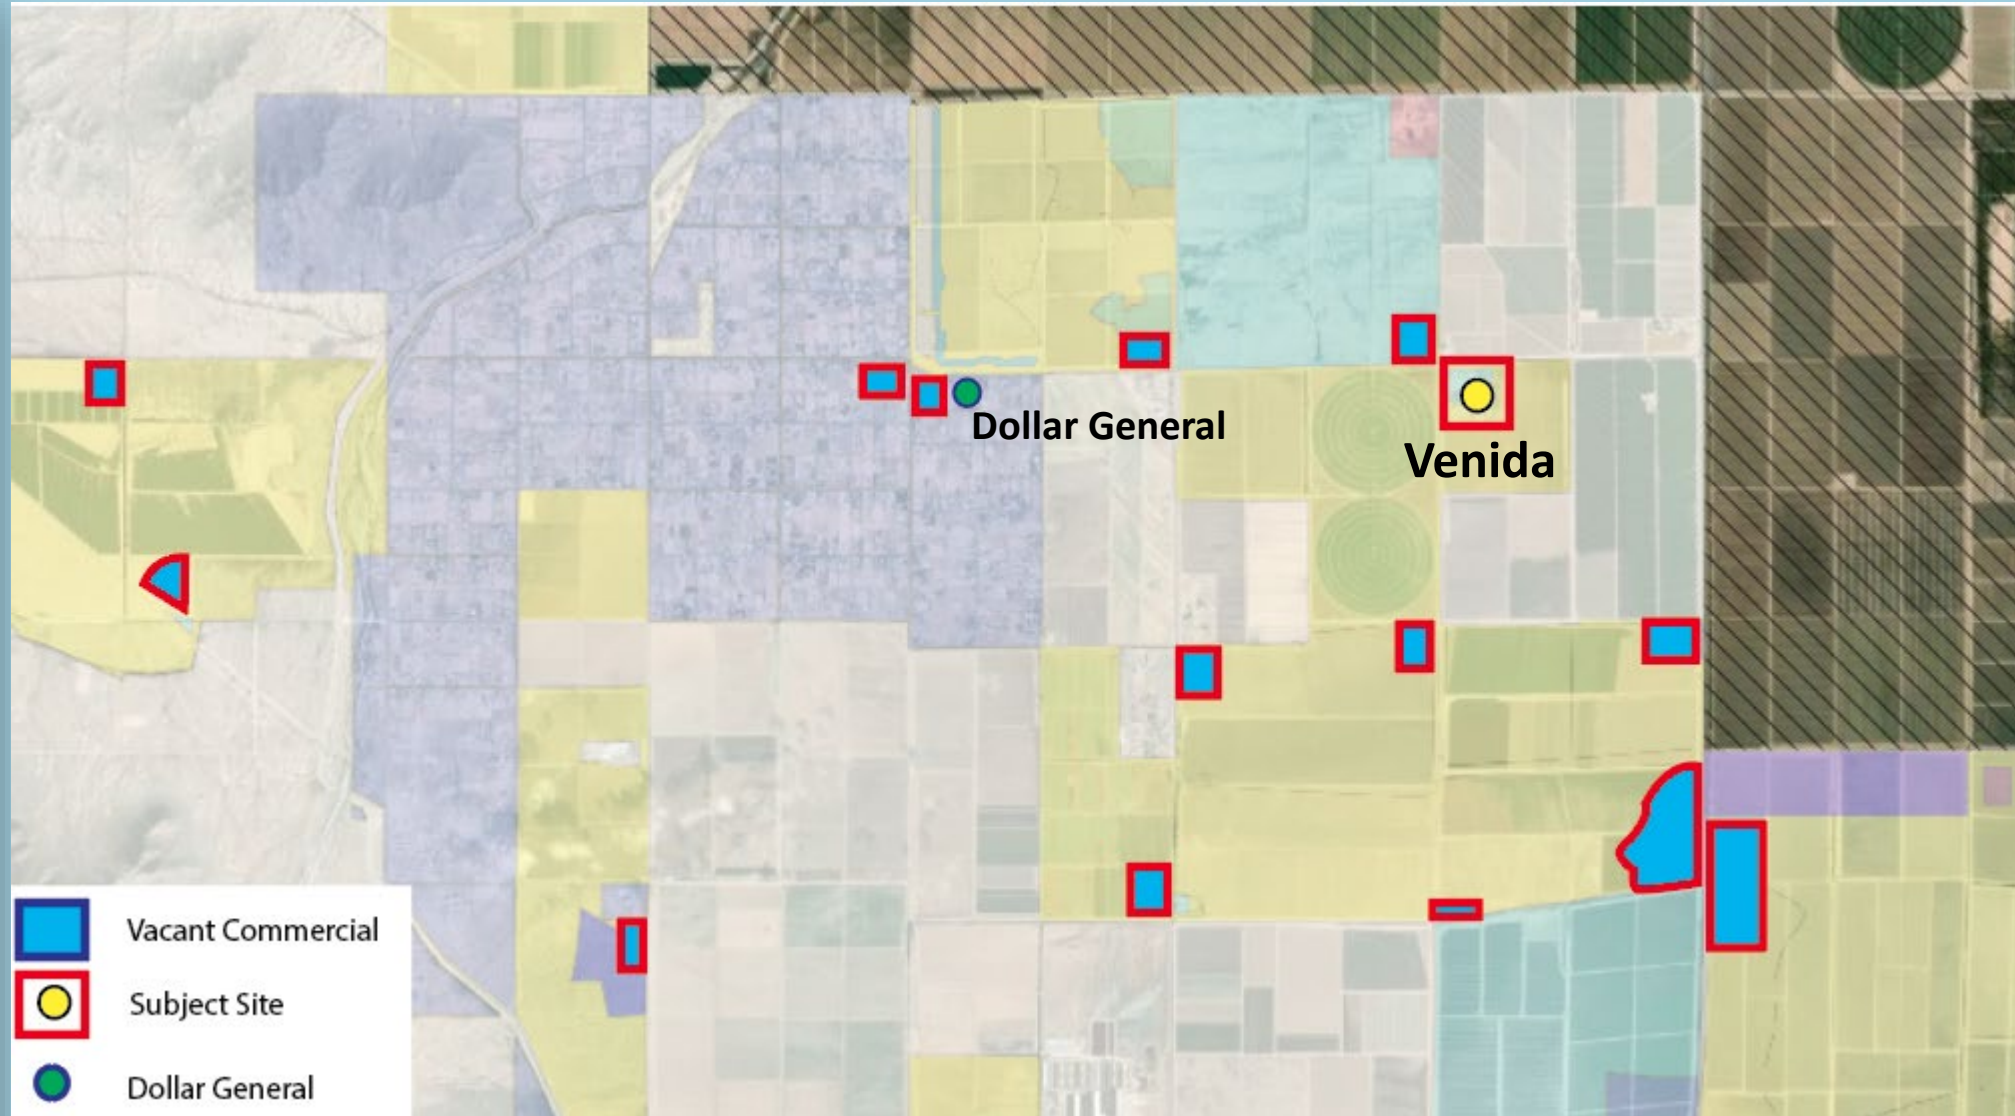 Dollar General
Venida
Vacant Commercial
Subject Site
Dollar General